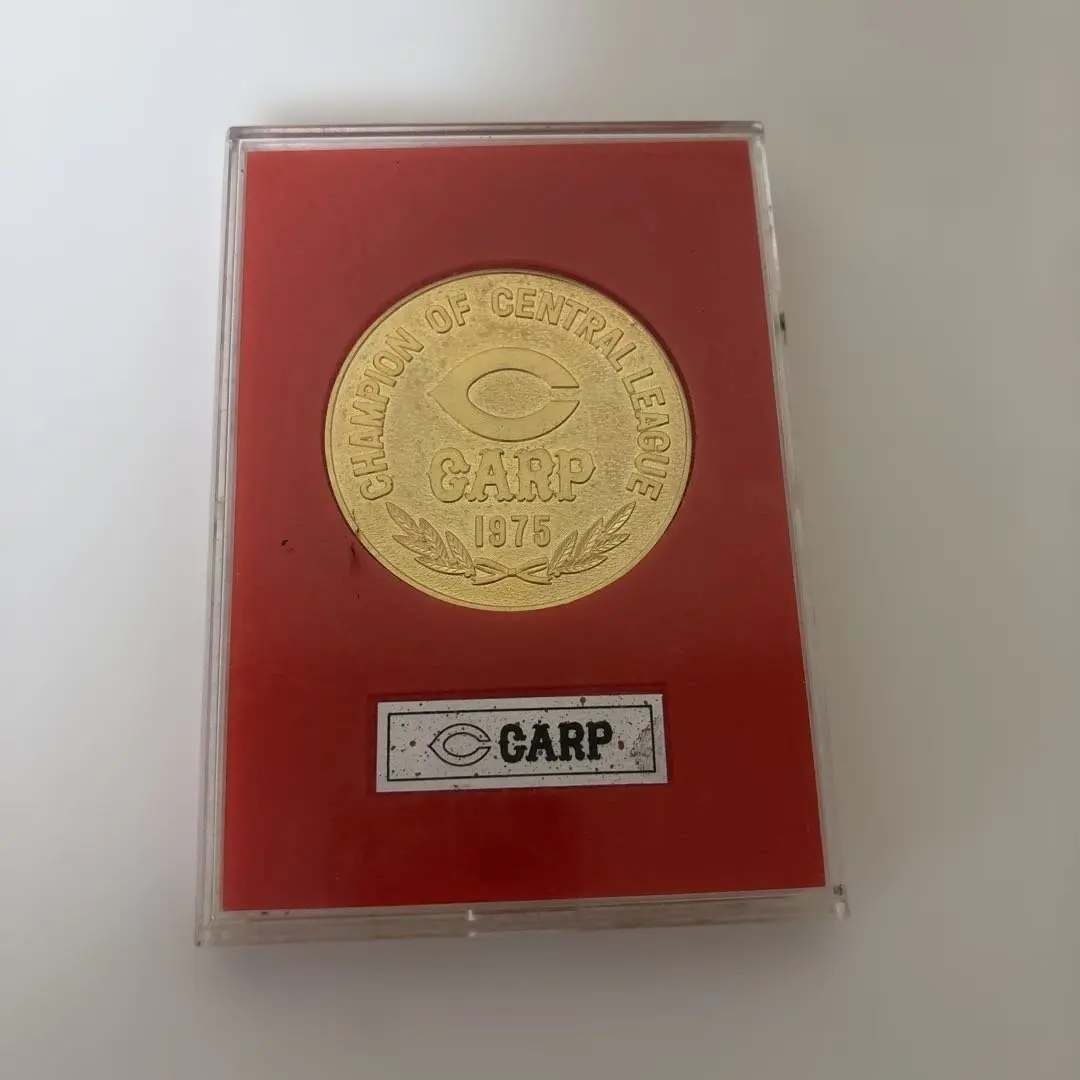 CHAMPION OF CENTRAL LEAGUE
C
CARP
1975
C CARP